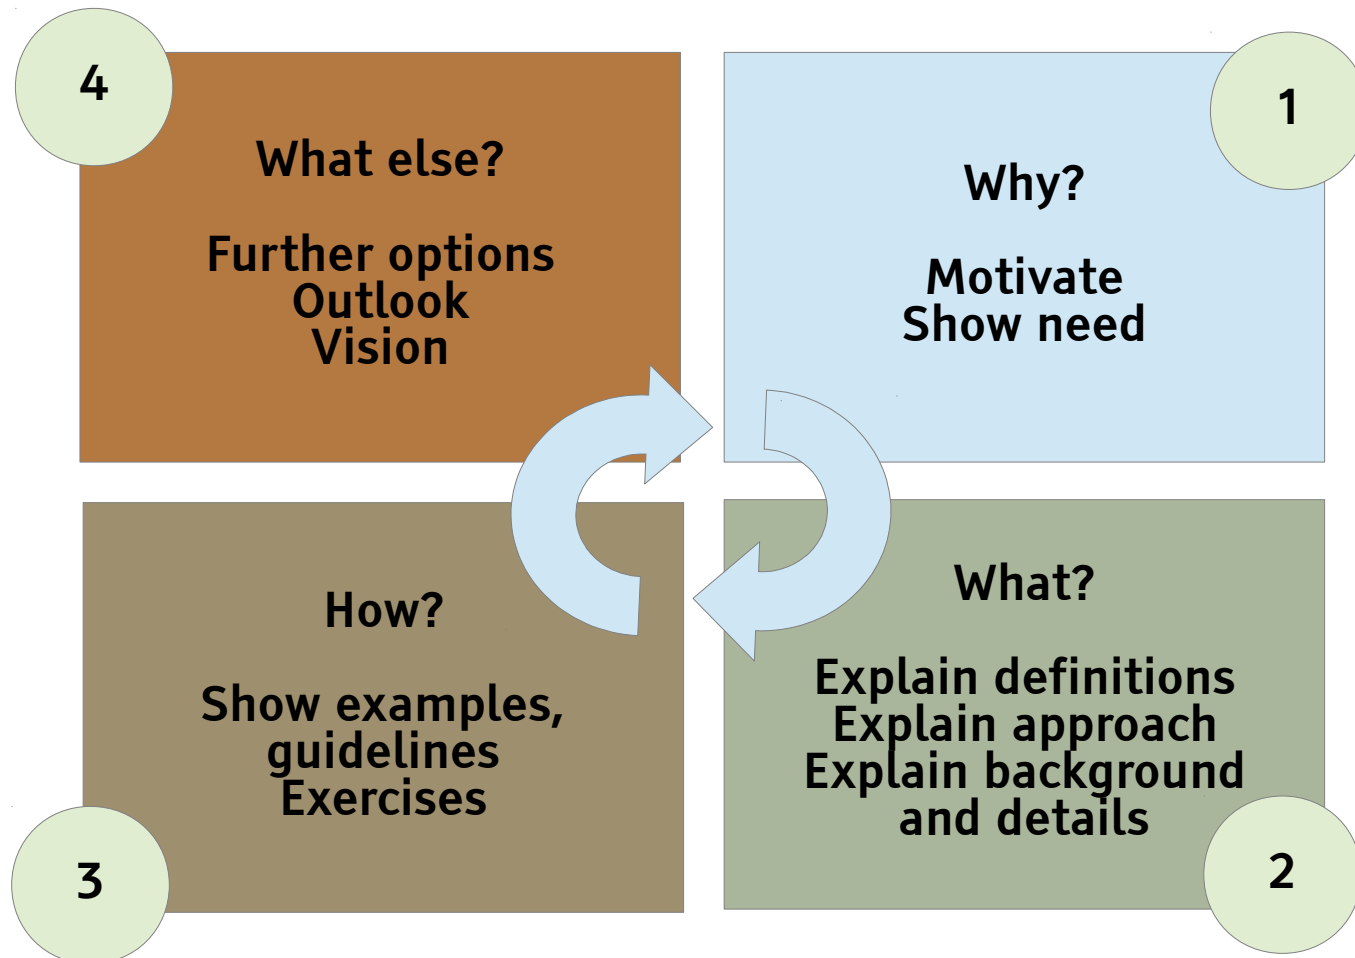 4
What else?
Further options
Outlook
Vision
1
Why?
Motivate
Show need
How?
Show examples,
guidelines
Exercises
3
What?
Explain definitions
Explain approach
Explain background
and details
2